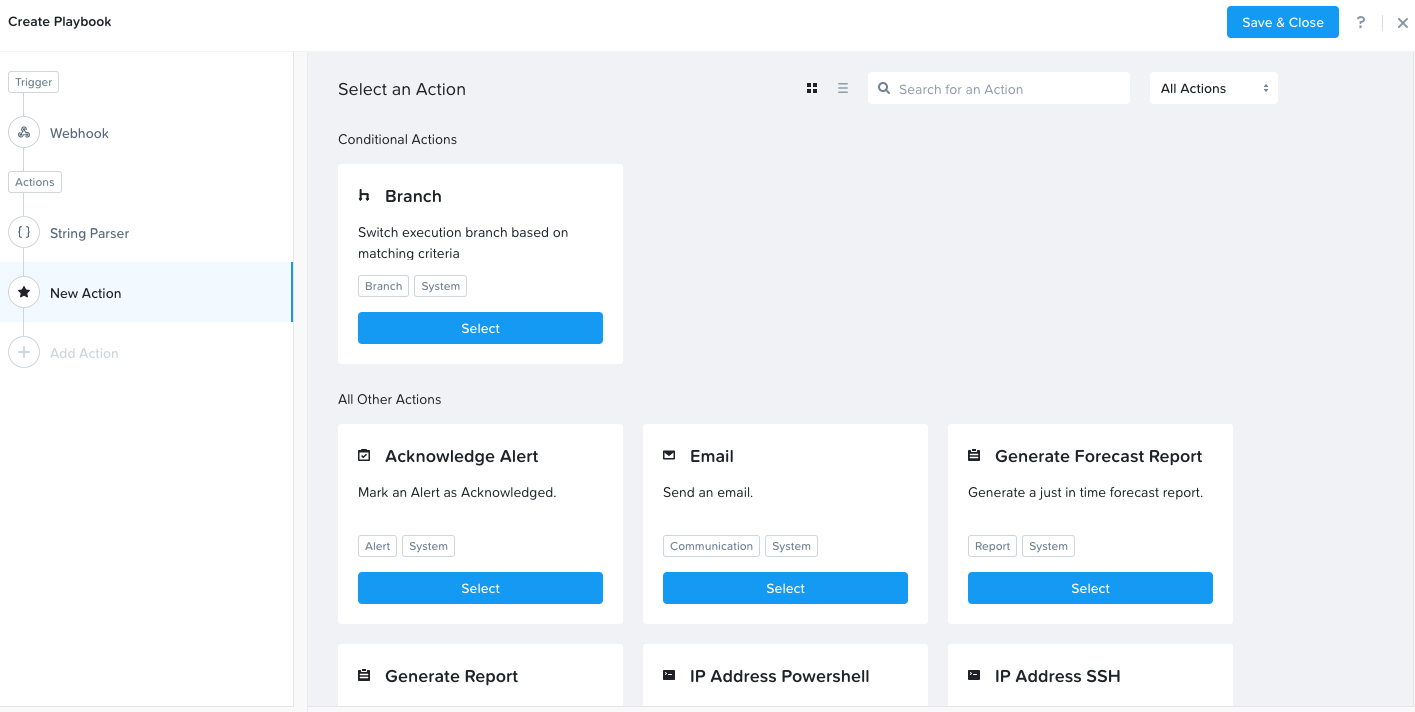 Create Playbook
Save & Close
?
Trigger
Webhook
Actions
String Parser
New Action
Add Action
Select an Action
Search for an Action
All Actions
Conditional Actions
Branch
Switch execution branch based on
matching criteria
Branch System
Select
All Other Actions
Acknowledge Alert
Mark an Alert as Acknowledged.
Alert System
Select
Email
Send an email.
Communication System
Select
Generate Forecast Report
Generate a just in time forecast report.
Report System
Select
Generate Report
IP Address Powershell
IP Address SSH